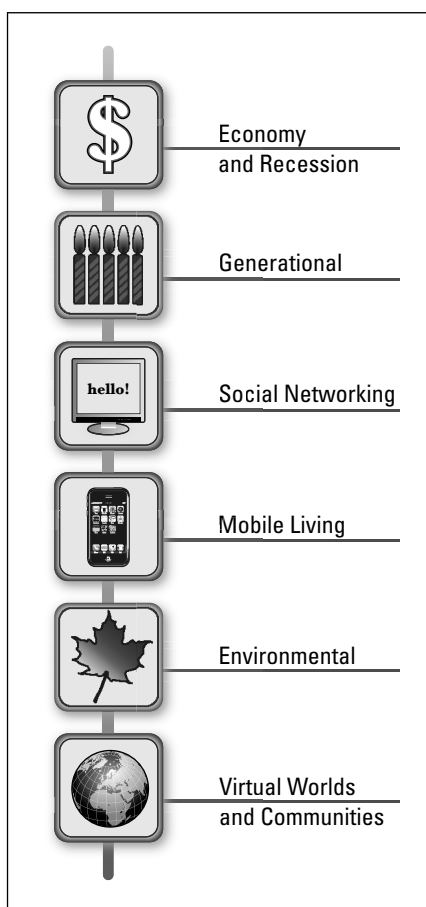 $
Economy
and Recession
Generational
hello!
Social Networking
Mobile Living
Environmental
Virtual Worlds
and Communities